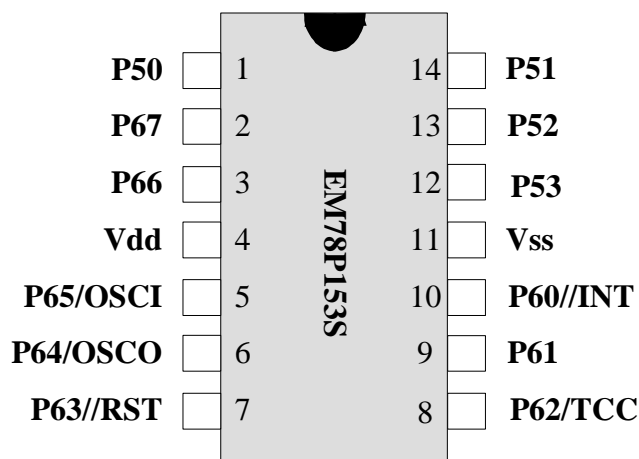 P50 1 14 P51
P67 2 13 P52
P66 3 12 P53
Vdd 4 11 Vss
P65/OSCI 5 10 P60//INT
P64/OSCO 6 9 P61
P63//RST 7 8 P62/TCC
EM78P153S